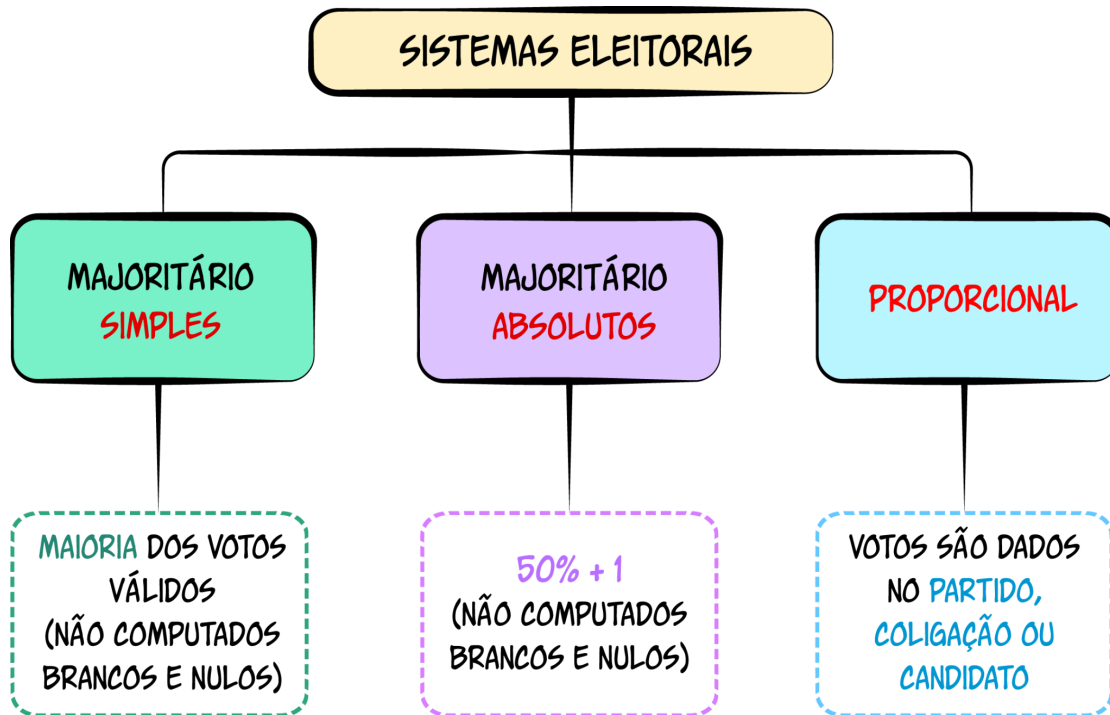 SISTEMAS ELEITORAIS
MAJORITÁRIO
SIMPLES
MAJORITÁRIO
ABSOLUTOS
PROPORCIONAL
MAIORIA DOS VOTOS
VÁLIDOS
(NÃO COMPUTADOS
BRANCOS E NULOS)
50% + 1
(NÃO COMPUTADOS
BRANCOS E NULOS)
VOTOS SÃO DADOS
NO PARTIDO,
COLIGAÇÃO OU
CANDIDATO